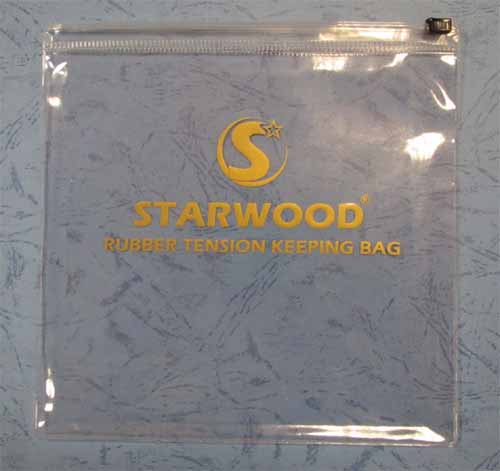 S
STARWOOD®
RUBBER TENSION KEEPING BAG